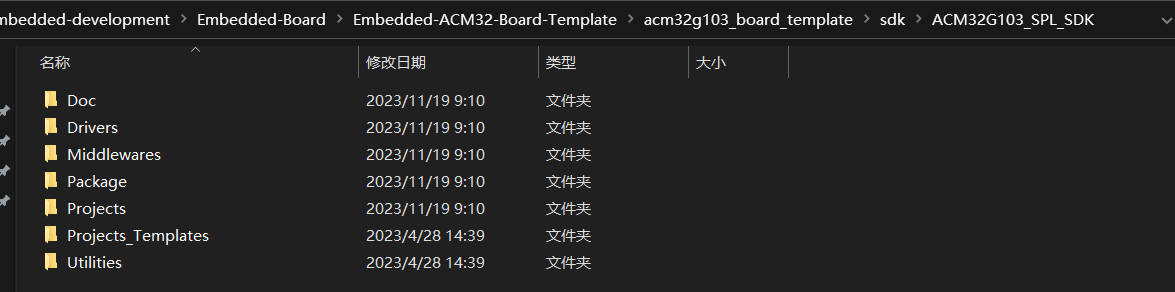 mbedded-development > Embedded-Board > Embedded-ACM32-Board-Template > acm32g103_board_template > sdk > ACM32G103_SPL_SDK
名称 修改日期 类型 大小
Doc 2023/11/19 9:10 文件夹
Drivers 2023/11/19 9:10 文件夹
Middlewares 2023/11/19 9:10 文件夹
Package 2023/11/19 9:10 文件夹
Projects 2023/11/19 9:10 文件夹
Projects_Templates 2023/4/28 14:39 文件夹
Utilities 2023/4/28 14:39 文件夹